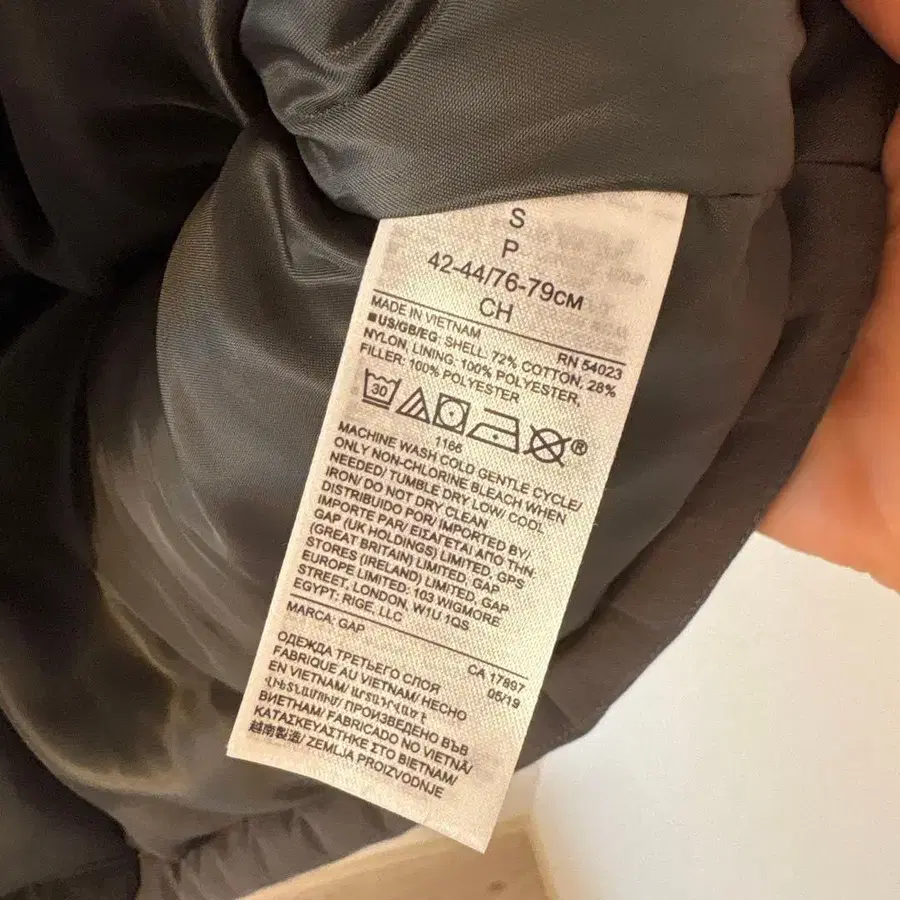 S
P
42-44/76-79CM
CH
MADE IN VIETNAM
RN 54023
■US/GB/EG: SHELL: 72% COTTON, 28%
NYLON, LINING: 100% POLYESTER,
FILLER: 100% POLYESTER
30
®
1166
MACHINE WASH COLD GENTLE CYCLE/
ONLY NON-CHLORINE BLEACH WHEN
NEEDED/ TUMBLE DRY LOW/ COOL
IRON/ DO NOT DRY CLEAN
DISTRIBUIDO POR/ IMPORTED BY/
IMPORTE PAR/ ΕΙΣΑΓΕΤΑΙ ΑΠΟ ΤΗΝ:
GAP (UK HOLDINGS) LIMITED, GPS
(GREAT BRITAIN) LIMITED, GAP
STORES (IRELAND) LIMITED, GAP
EUROPE LIMITED: 103 WIGMORE
STREET, LONDON, W1U 1QS
EGYPT: RIGE, LLC
MARCA: GAP
CA 17897
05/19
ОДЕЖДА ТРЕТЬЕГО СЛОЯ
FABRIQUE AU VIETNAM/ HECHO
EN VIETNAM/ ԱՐՏԱԴՐՎԱԾ Է
ՎԻԵՏՆԱՄՈՒՄ/ ПРОИЗВЕДЕНО ВЪВ
ВИЕТНАМ/ FABRICADO NO VIETNÃ/
ΚΑΤΑΣΚΕΥΑΣΤΗΚΕ ΣΤΟ ΒΙΕΤΝΑΜ/
越南製造/ ZEMLJA PROIZVODNJE